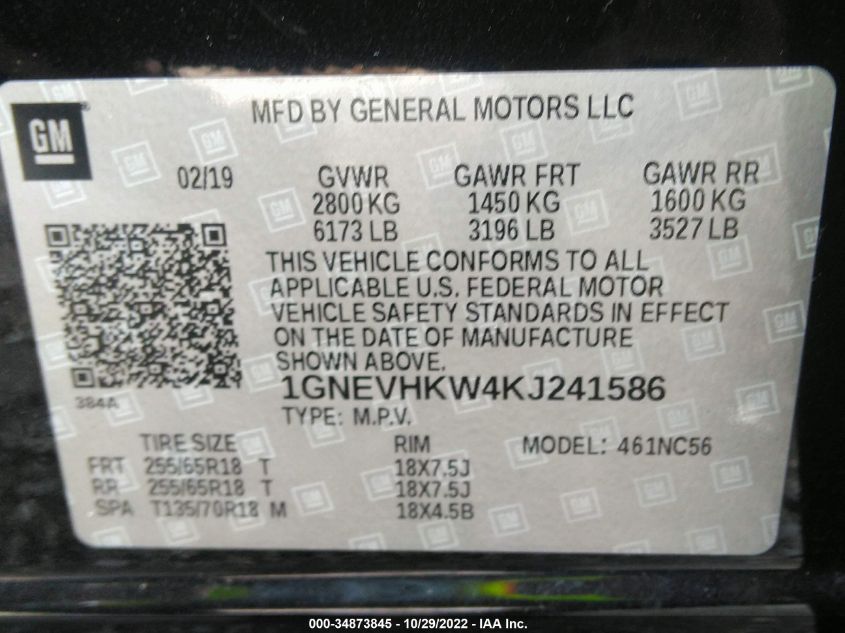 GM
MFD BY GENERAL MOTORS LLC
02/19 GVWR GAWR FRT GAWR RR
2800 KG 1450 KG 1600 KG
6173 LB 3196 LB 3527 LB
THIS VEHICLE CONFORMS TO ALL
APPLICABLE U.S. FEDERAL MOTOR
VEHICLE SAFETY STANDARDS IN EFFECT
ON THE DATE OF MANUFACTURE
SHOWN ABOVE.
384A
1GNEVHKW4KJ241586
TYPE: M.P.V.
TIRE SIZE RIM MODEL: 461NC56
FRT 255/65R18 T 18X7.5J
RR 255/65R18 T 18X7.5J
SPA T135/70R18 M 18X4.5B
000-34873845 - 10/29/2022 - IAA Inc.